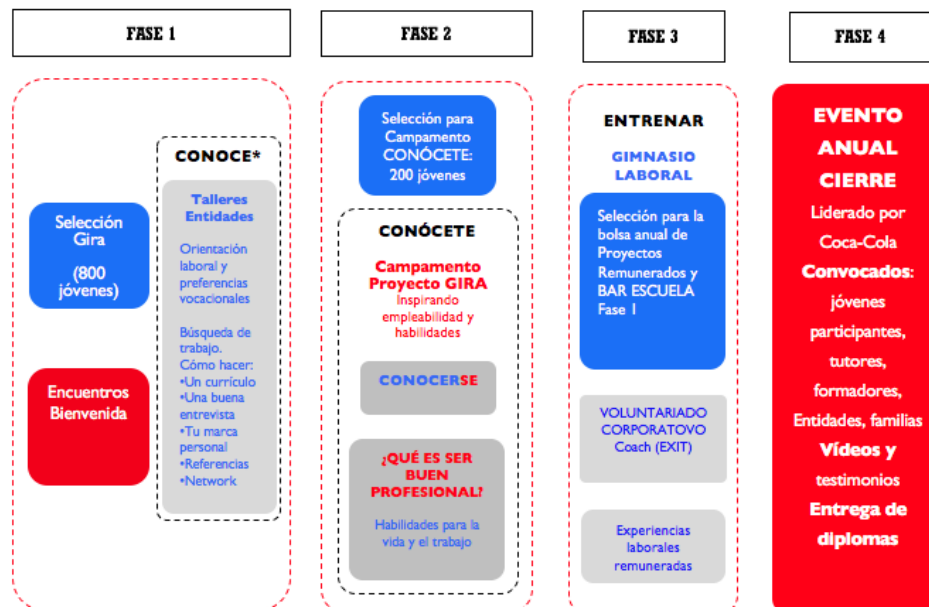 FASE 1
Selección
Gira
(800
jóvenes)
Encuentros
Bienvenida
CONOCE*
Talleres
Entidades
Orientación
laboral y
preferencias
vocacionales
Búsqueda de
trabajo.
Cómo hacer:
•Un currículo
•Una buena
entrevista
•Tu marca
personal
•Referencias
•Network
FASE 2
Selección para
Campamento
CONÓCETE:
200 jóvenes
CONÓCETE
Campamento
Proyecto GIRA
Inspirando
empleabilidad y
habilidades
CONOCERSE
¿QUÉ ES SER
BUEN
PROFESIONAL?
Habilidades para la
vida y el trabajo
FASE 3
ENTRENAR
GIMNASIO
LABORAL
Selección para la
bolsa anual de
Proyectos
Remunerados y
BAR ESCUELA
Fase 1
VOLUNTARIADO
CORPORATOVO
Coach (EXIT)
Experiencias
laborales
remuneradas
FASE 4
EVENTO
ANUAL
CIERRE
Liderado por
Coca-Cola
Convocados:
jóvenes
participantes,
tutores,
formadores,
Entidades, familias
Vídeos y
testimonios
Entrega de
diplomas